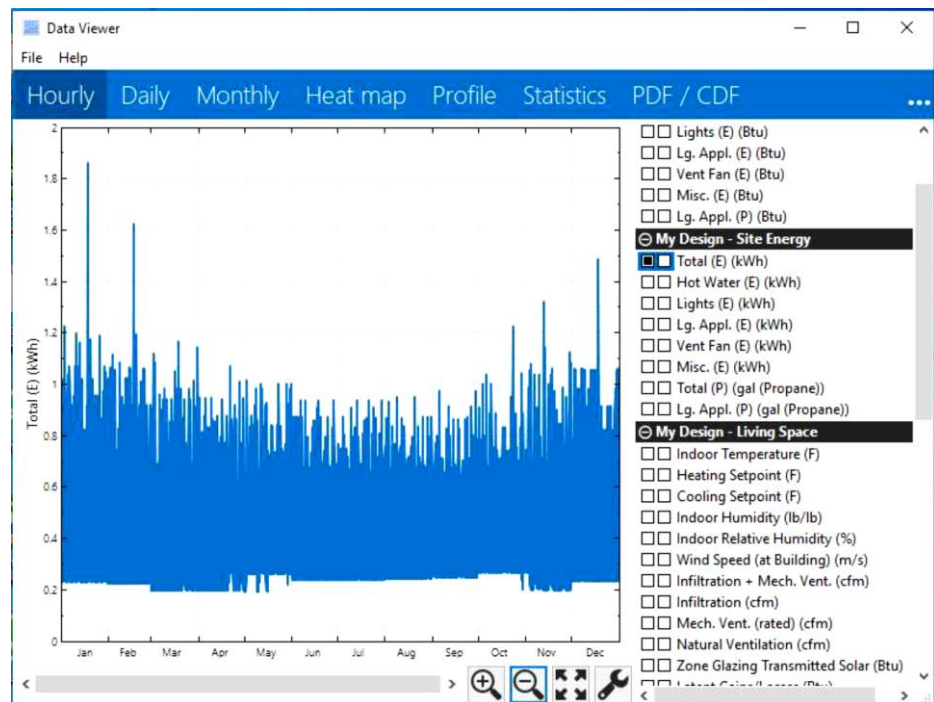 Data Viewer
File Help
Hourly Daily Monthly Heat map Profile Statistics PDF / CDF ...
2
1.8
1.6
1.4
1.2
1
0.8
0.6
0.4
0.2
0
Total (E) (kWh)
Jan Feb Mar Apr May Jun Jul Aug Sep Oct Nov Dec
Lights (E) (Btu)
Lg. Appl. (E) (Btu)
Vent Fan (E) (Btu)
Misc. (E) (Btu)
Lg. Appl. (P) (Btu)
My Design - Site Energy
Total (E) (kWh)
Hot Water (E) (kWh)
Lights (E) (kWh)
Lg. Appl. (E) (kWh)
Vent Fan (E) (kWh)
Misc. (E) (kWh)
Total (P) (gal (Propane))
Lg. Appl. (P) (gal (Propane))
My Design - Living Space
Indoor Temperature (F)
Heating Setpoint (F)
Cooling Setpoint (F)
Indoor Humidity (lb/lb)
Indoor Relative Humidity (%)
Wind Speed (at Building) (m/s)
Infiltration + Mech. Vent. (cfm)
Infiltration (cfm)
Mech. Vent. (rated) (cfm)
Natural Ventilation (cfm)
Zone Glazing Transmitted Solar (Btu)